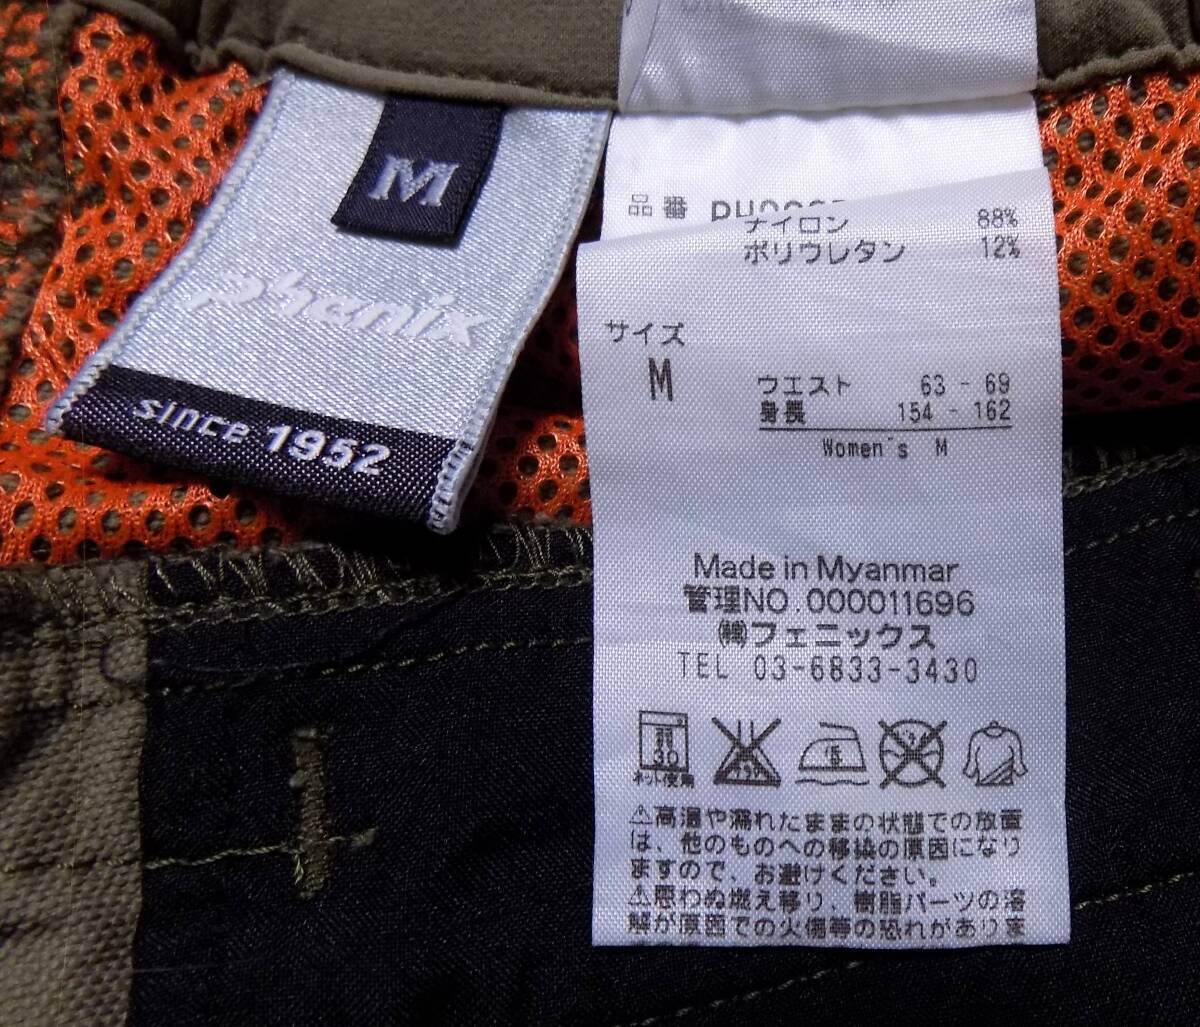 M
phenix
since 1952
品番
ナイロン 88%
ポリウレタン 12%
サイズ
M
ウエスト 63 - 69
身長 154 - 162
Women's M
Made in Myanmar
管理NO.000011696
㈱フェニックス
TEL 03-6833-3430
30
ネット使用
⚠高温や濡れたままの状態での放置
は、他のものへの移染の原因になり
ますので、お避けください。
⚠思わぬ燃え移り、樹脂パーツの溶
解が原因での火傷等の恐れがありま